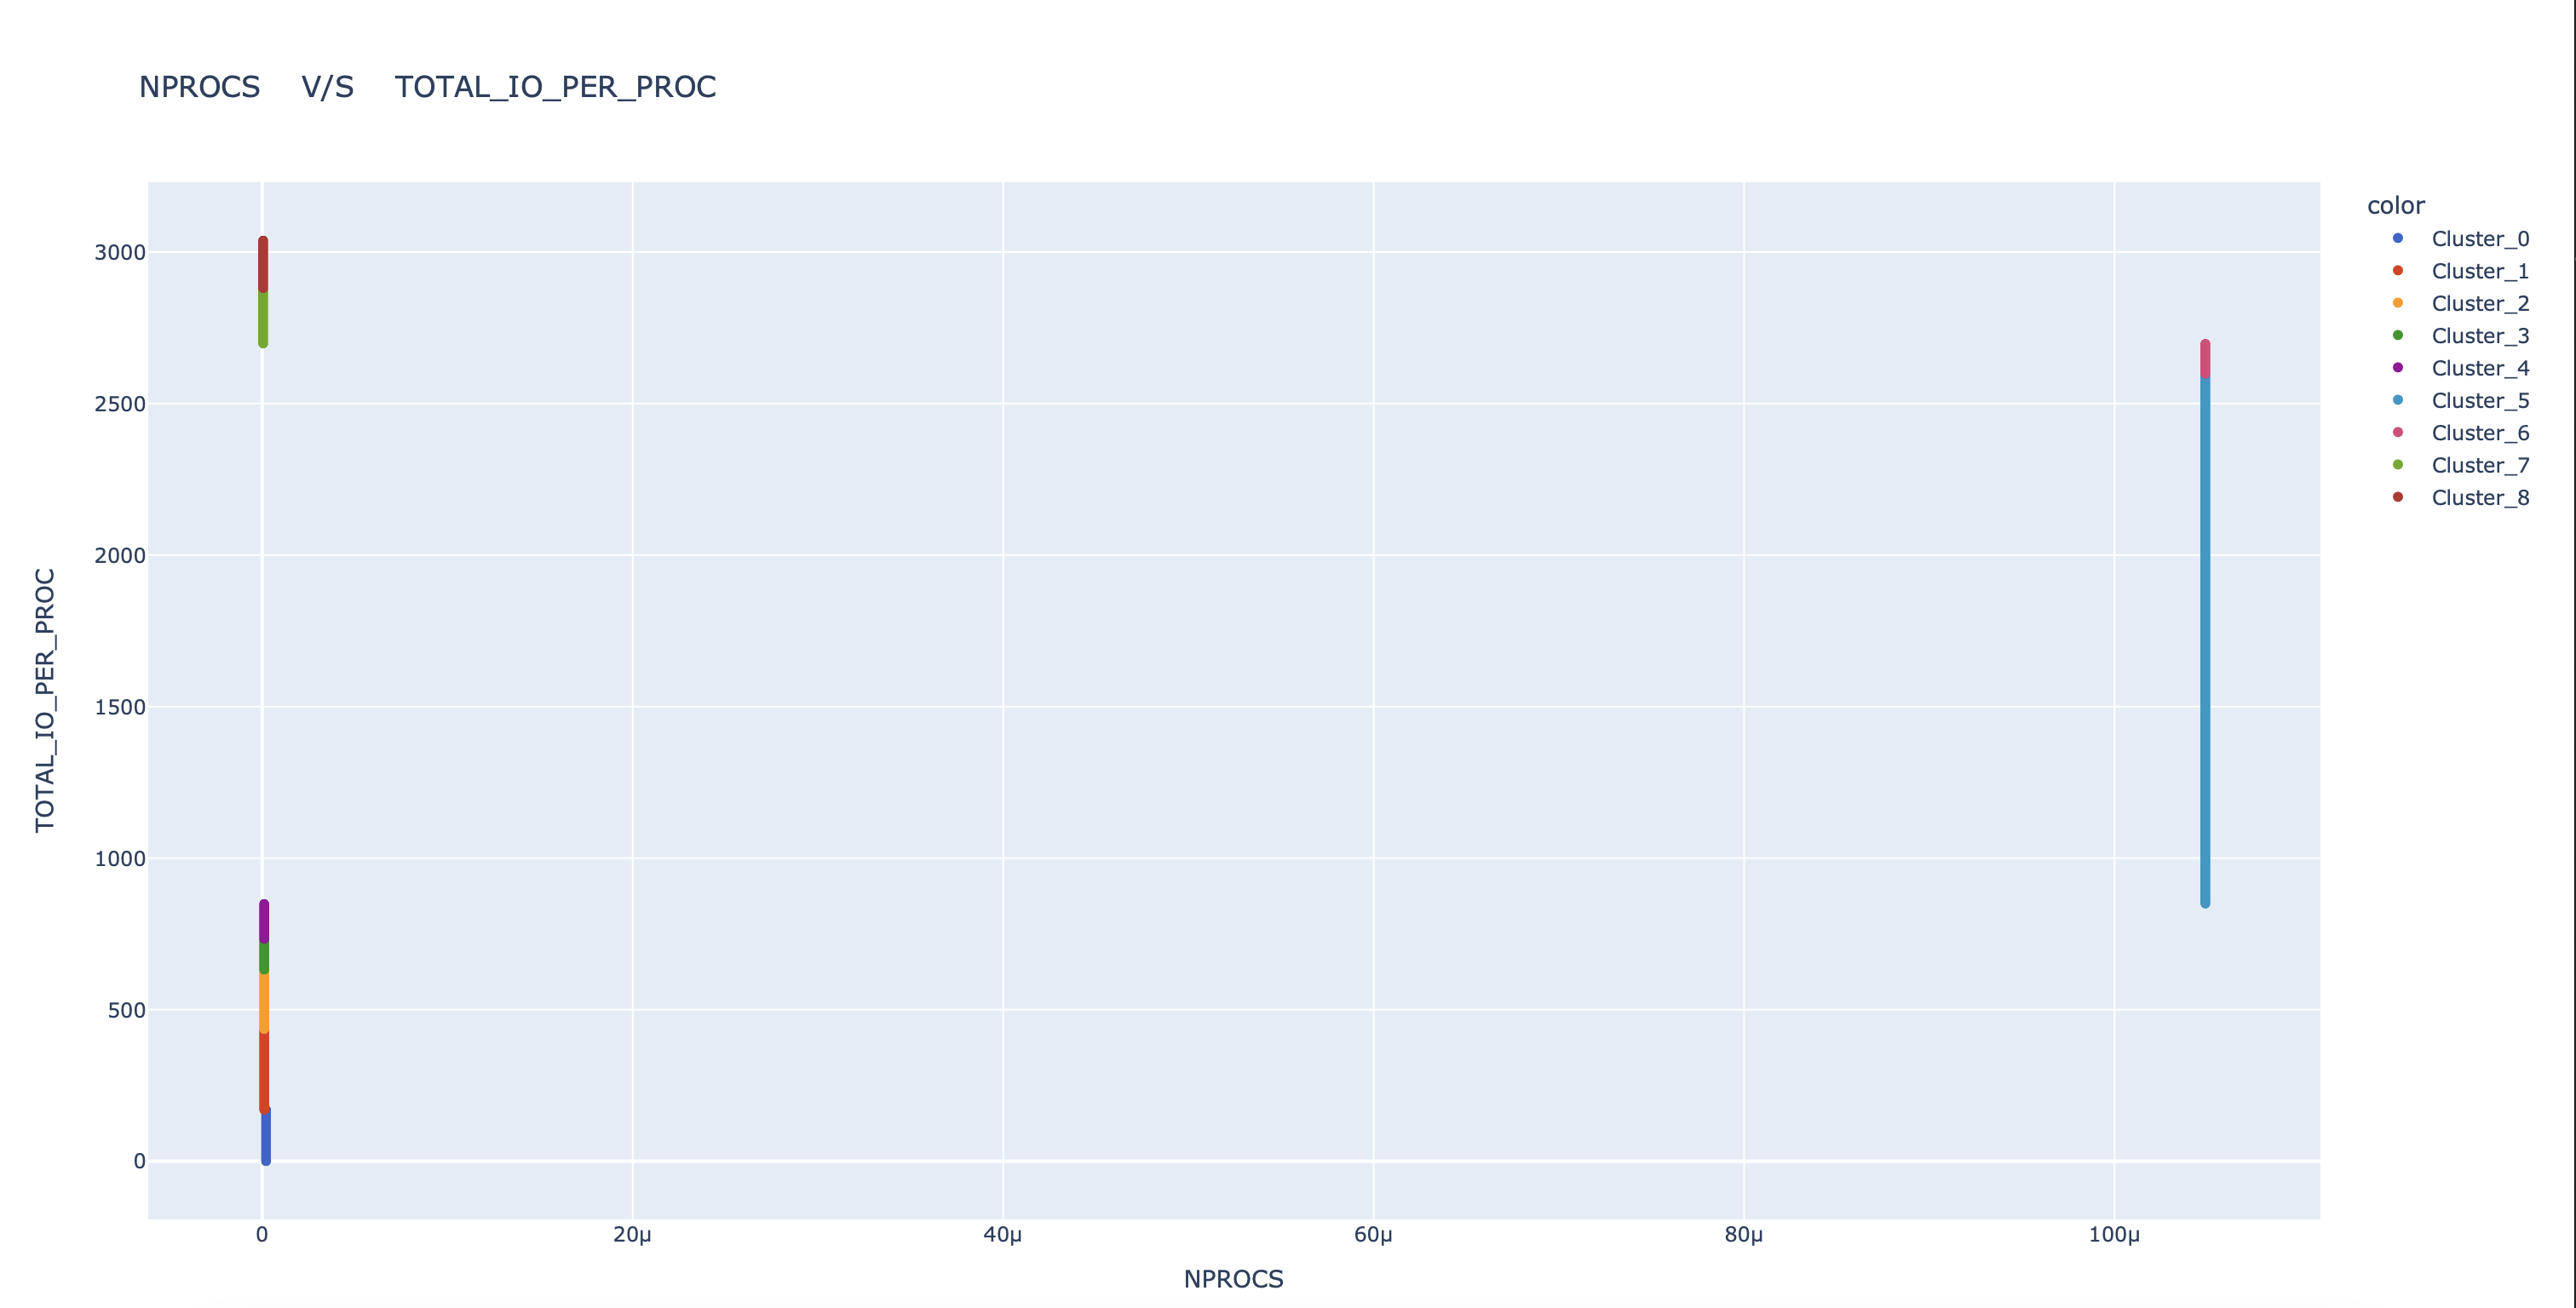 NPROCS V/S TOTAL_IO_PER_PROC
color
Cluster_0
Cluster_1
Cluster_2
Cluster_3
Cluster_4
Cluster_5
Cluster_6
Cluster_7
Cluster_8
TOTAL_IO_PER_PROC
3000
2500
2000
1500
1000
500
0
0 20μ 40μ 60μ 80μ 100μ
NPROCS